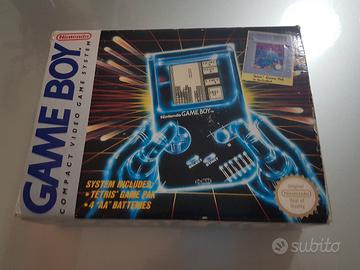 Nintendo
GAME BOY
COMPACT VIDEO GAME SYSTEM
Nintendo GAME BOY
SYSTEM INCLUDES:
• TETRIS GAME PAK
• 4 "AA" BATTERIES
Original
Nintendo
Seal of
Quality
subito